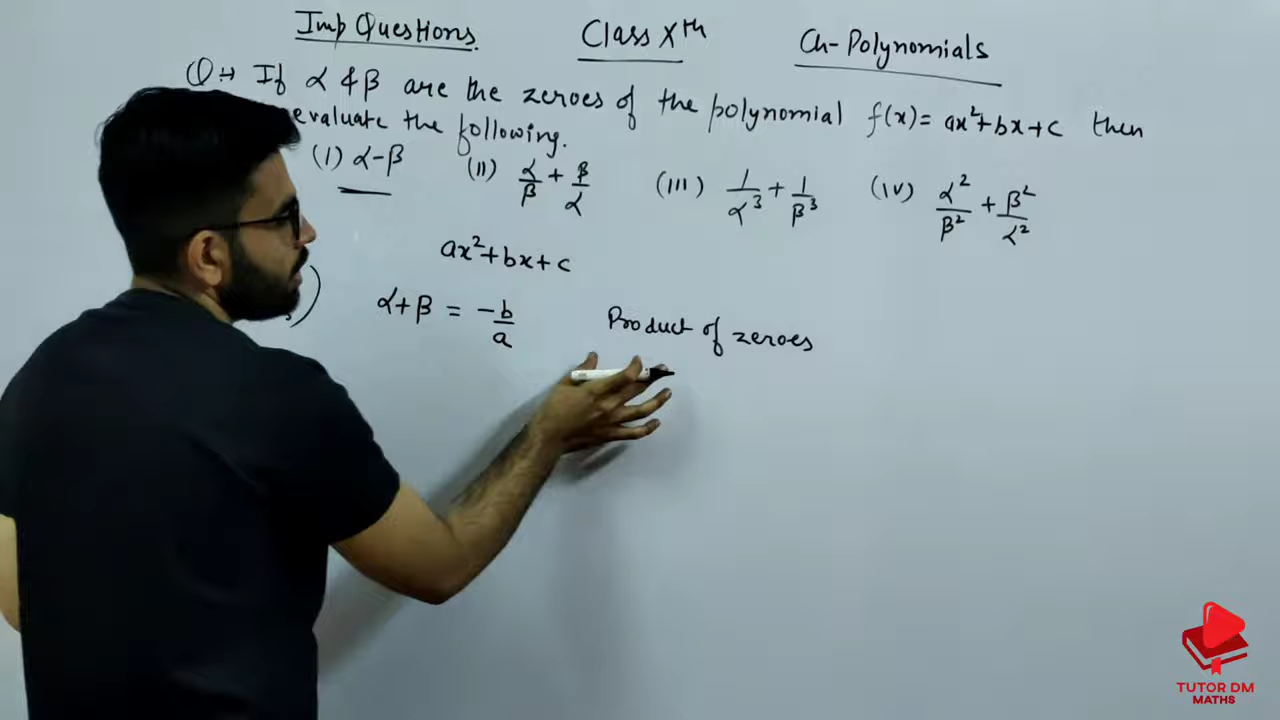 Imp Questions. Class Xth Ch-Polynomials
Q:→ If α & β are the zeroes of the polynomial f(x)= ax²+bx+c then
evaluate the following.
(I) α-β (II) α/β + β/α (III) 1/α³ + 1/β³ (IV) α²/β² + β²/α²
ax²+bx+c
α+β = -b/a Product of zeroes
TUTOR DM
MATHS